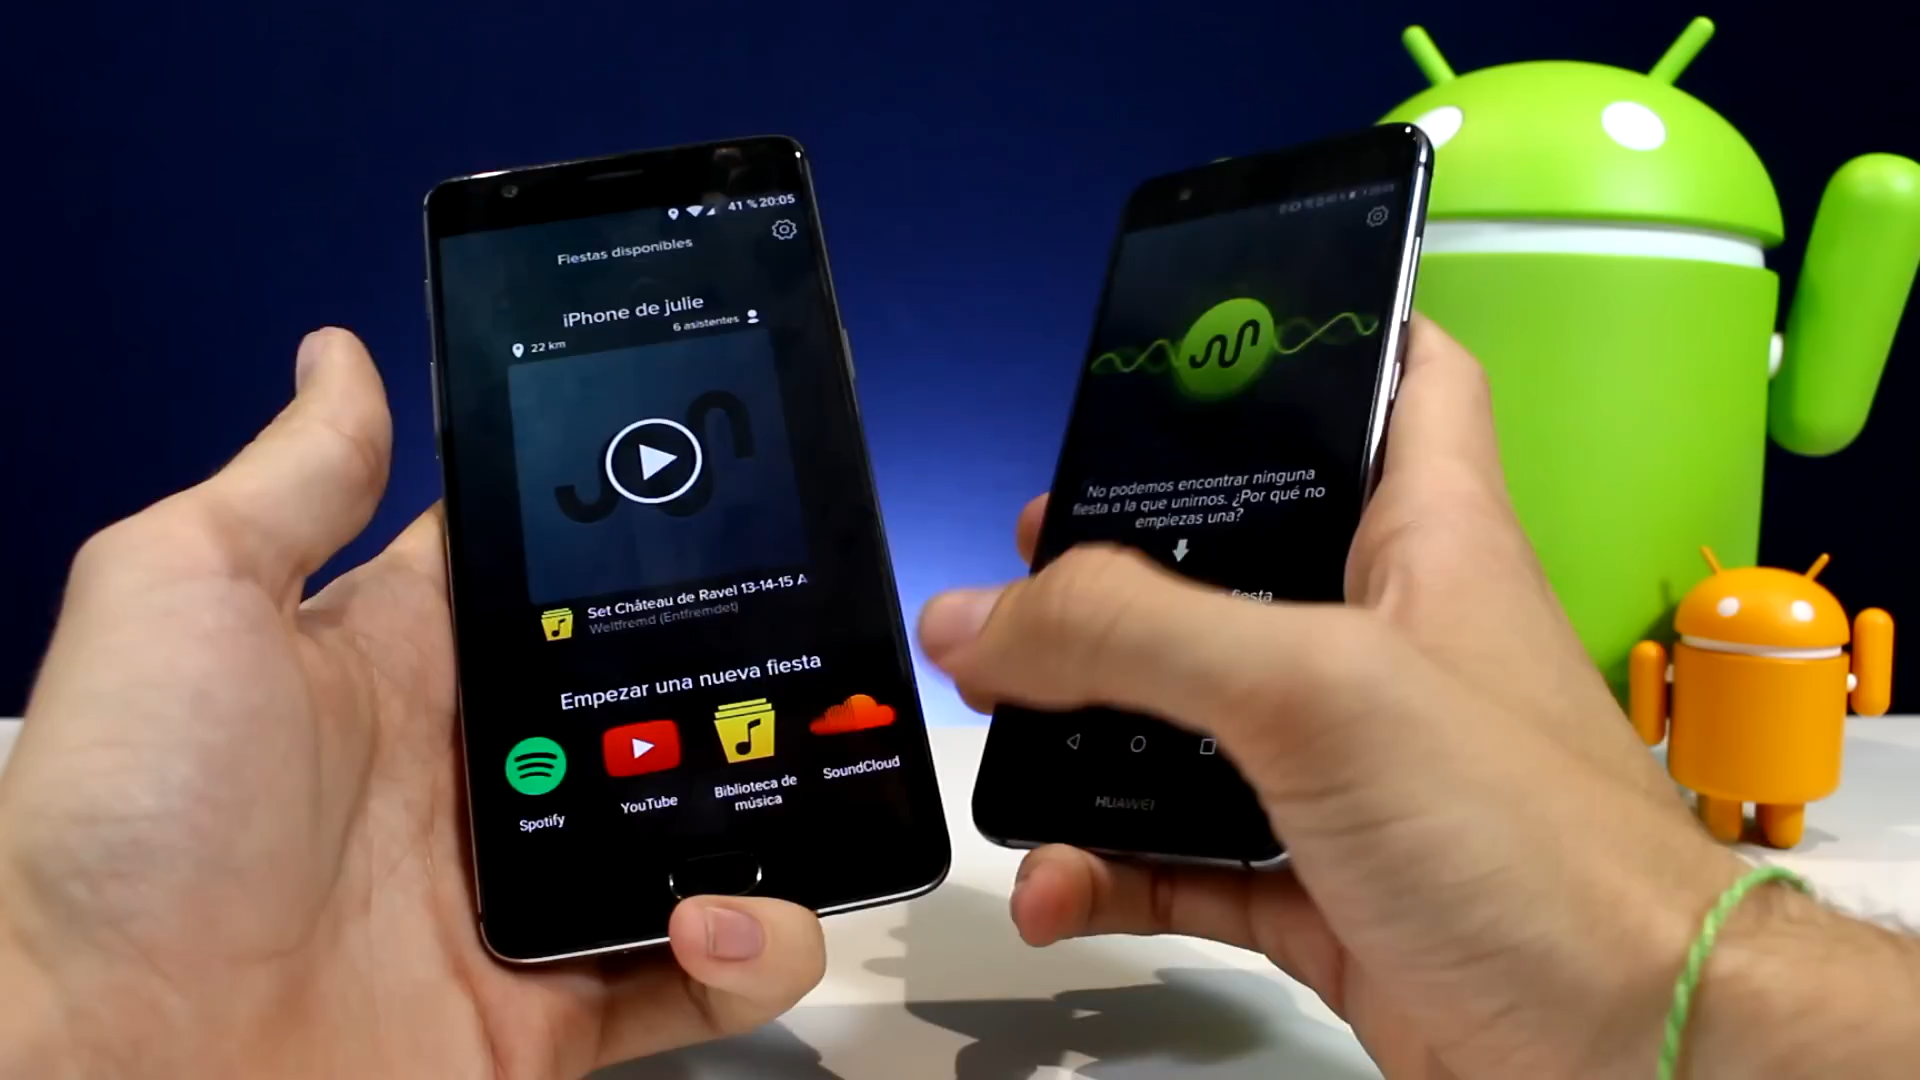 41 % 20:05
Fiestas disponibles
iPhone de julie
6 asistentes
22 km
Set Château de Ravel 13-14-15 A
Weltfremd (Entfremdet)
Empezar una nueva fiesta
Spotify
YouTube
Biblioteca de
música
SoundCloud
No podemos encontrar ninguna
fiesta a la que unirnos. ¿Por qué no
empiezas una?
fiesta
HUAWEI